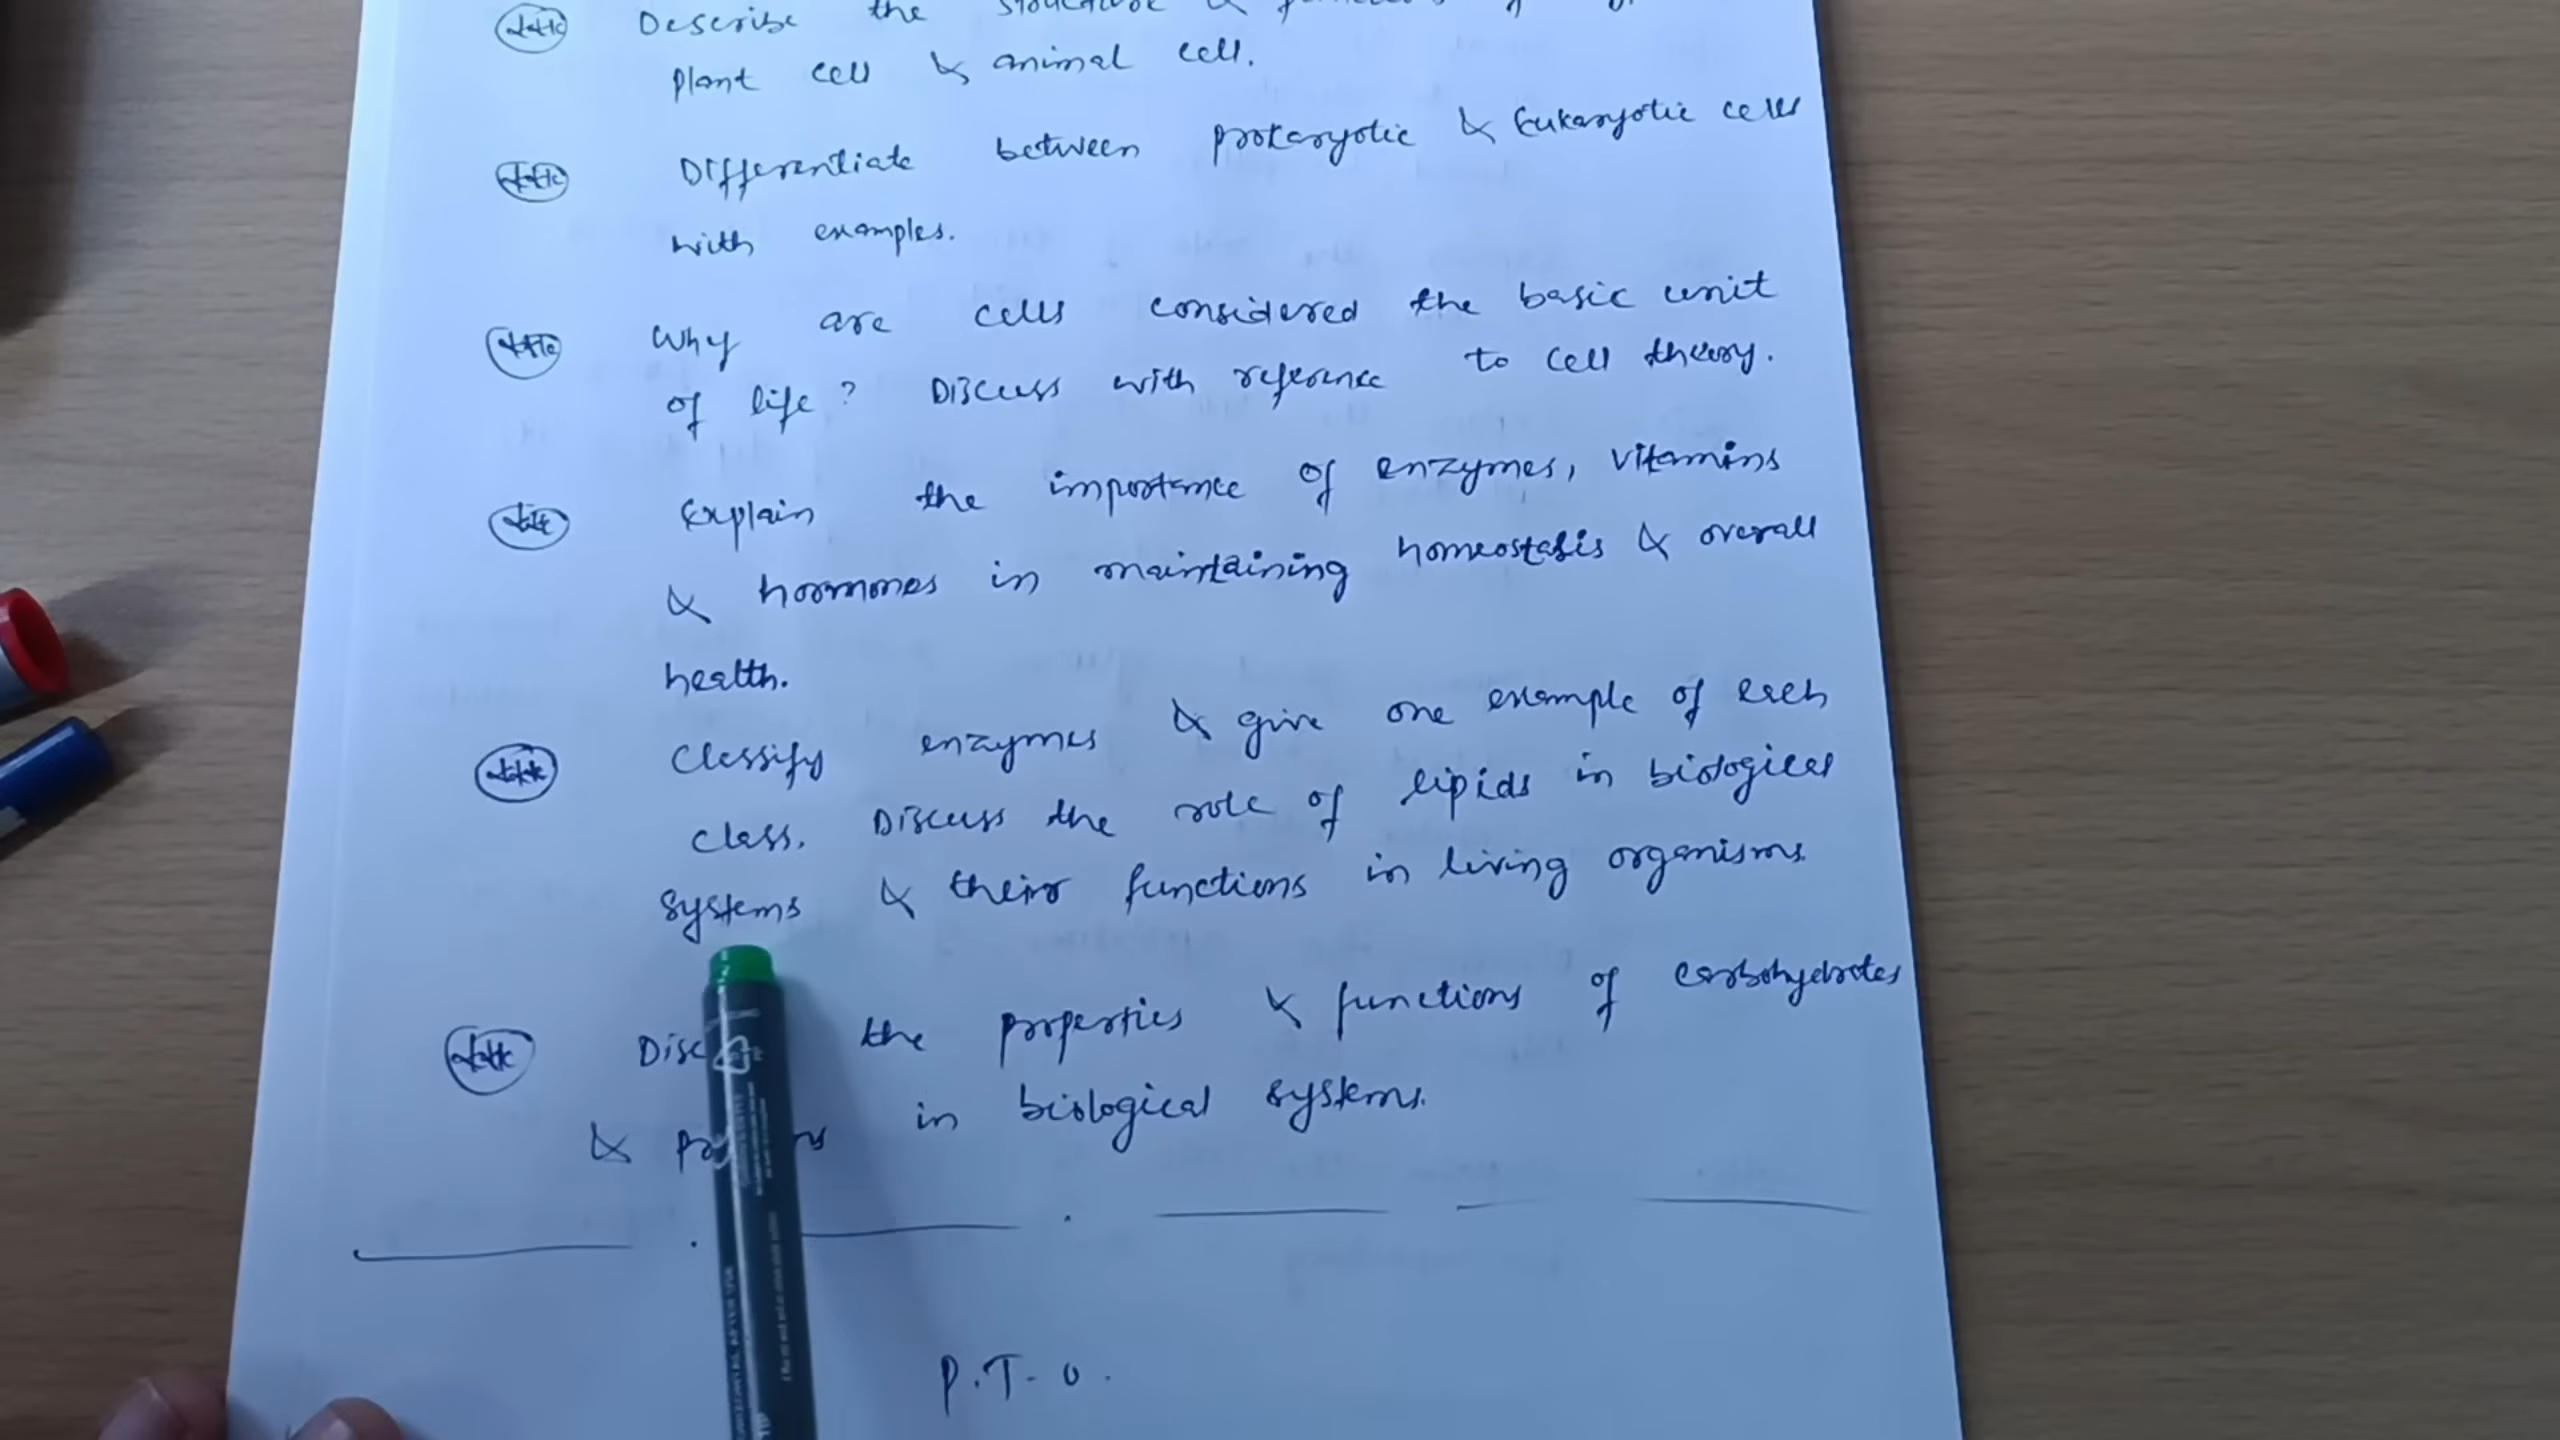 Describe the structure &
plant cell & animal cell.
Differentiate between prokaryotic & Eukaryotic cells
with examples.
Why are cells considered the basic unit
of life? Discuss with reference to cell theory.
Explain the importance of enzymes, vitamins
& hormones in maintaining homeostasis & overall
health.
Classify enzymes & give one example of each
class. Discuss the role of lipids in biological
systems & their functions in living organisms.
Disc the properties & functions of carbohydrates
& in biological systems.
P.T.O.